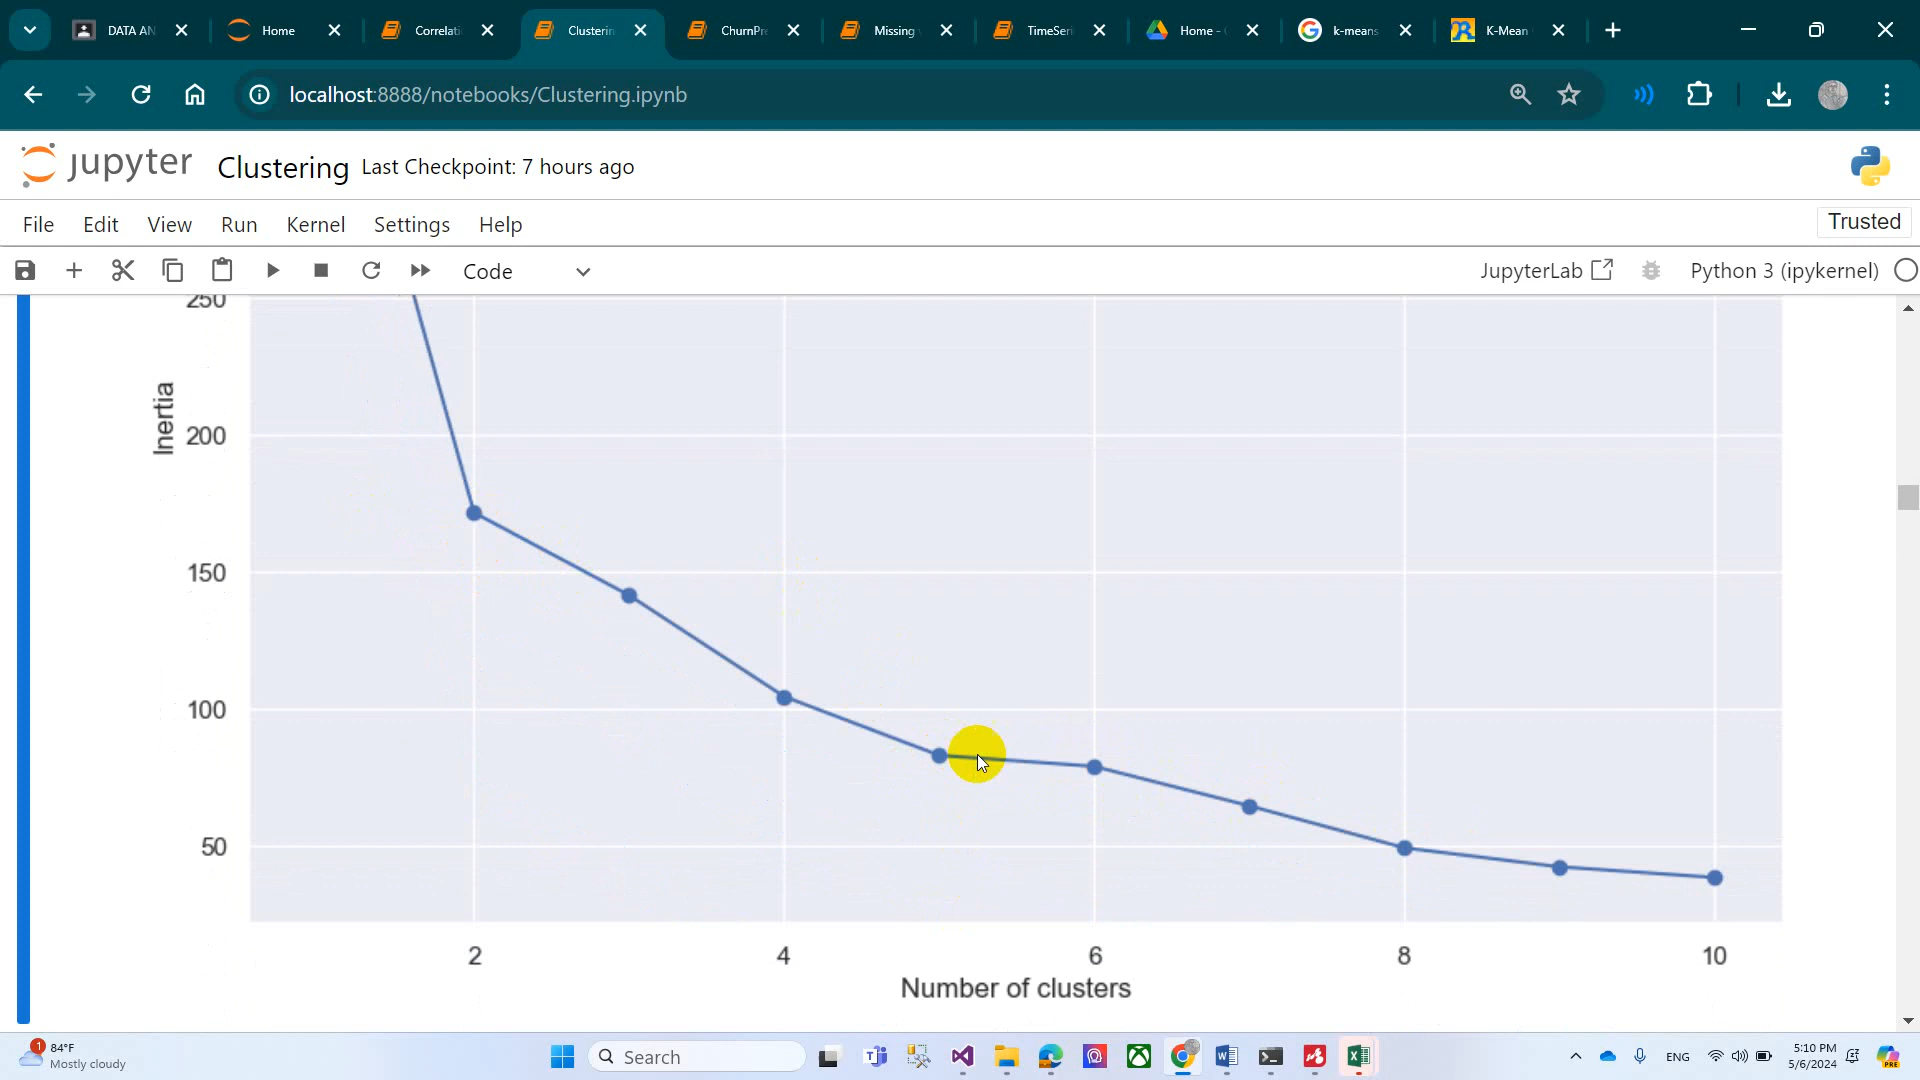 DATA AN
Home
Correlati
Clusterin
ChurnPr
Missing
TimeSeri
Home -
k-means
K-Mean
localhost:8888/notebooks/Clustering.ipynb
jupyter Clustering Last Checkpoint: 7 hours ago
File Edit View Run Kernel Settings Help
Trusted
Code
JupyterLab
Python 3 (ipykernel)
250
200
150
100
50
Inertia
2 4 6 8 10
Number of clusters
1
84°F
Mostly cloudy
Search
ENG
5:10 PM
5/6/2024
PRE